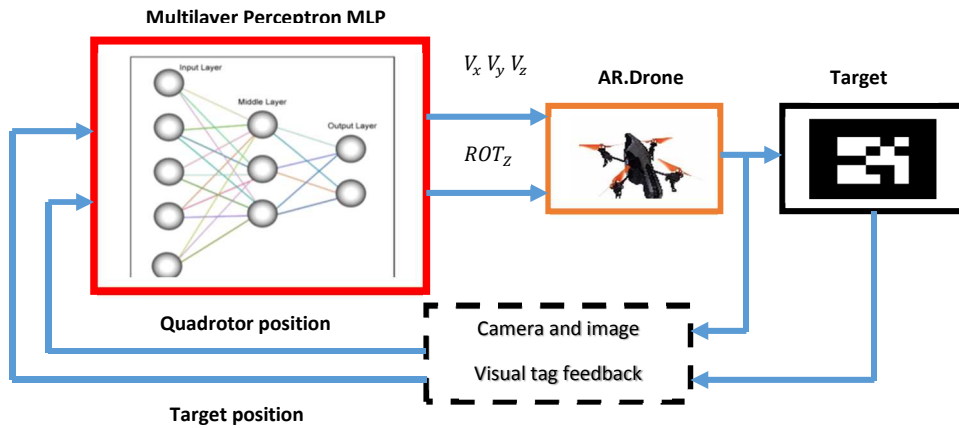 Multilayer Perceptron MLP
Input Layer
Middle Layer
Output Layer
V_x V_y V_z
ROT_Z
AR.Drone
Target
Quadrotor position
Camera and image
Visual tag feedback
Target position